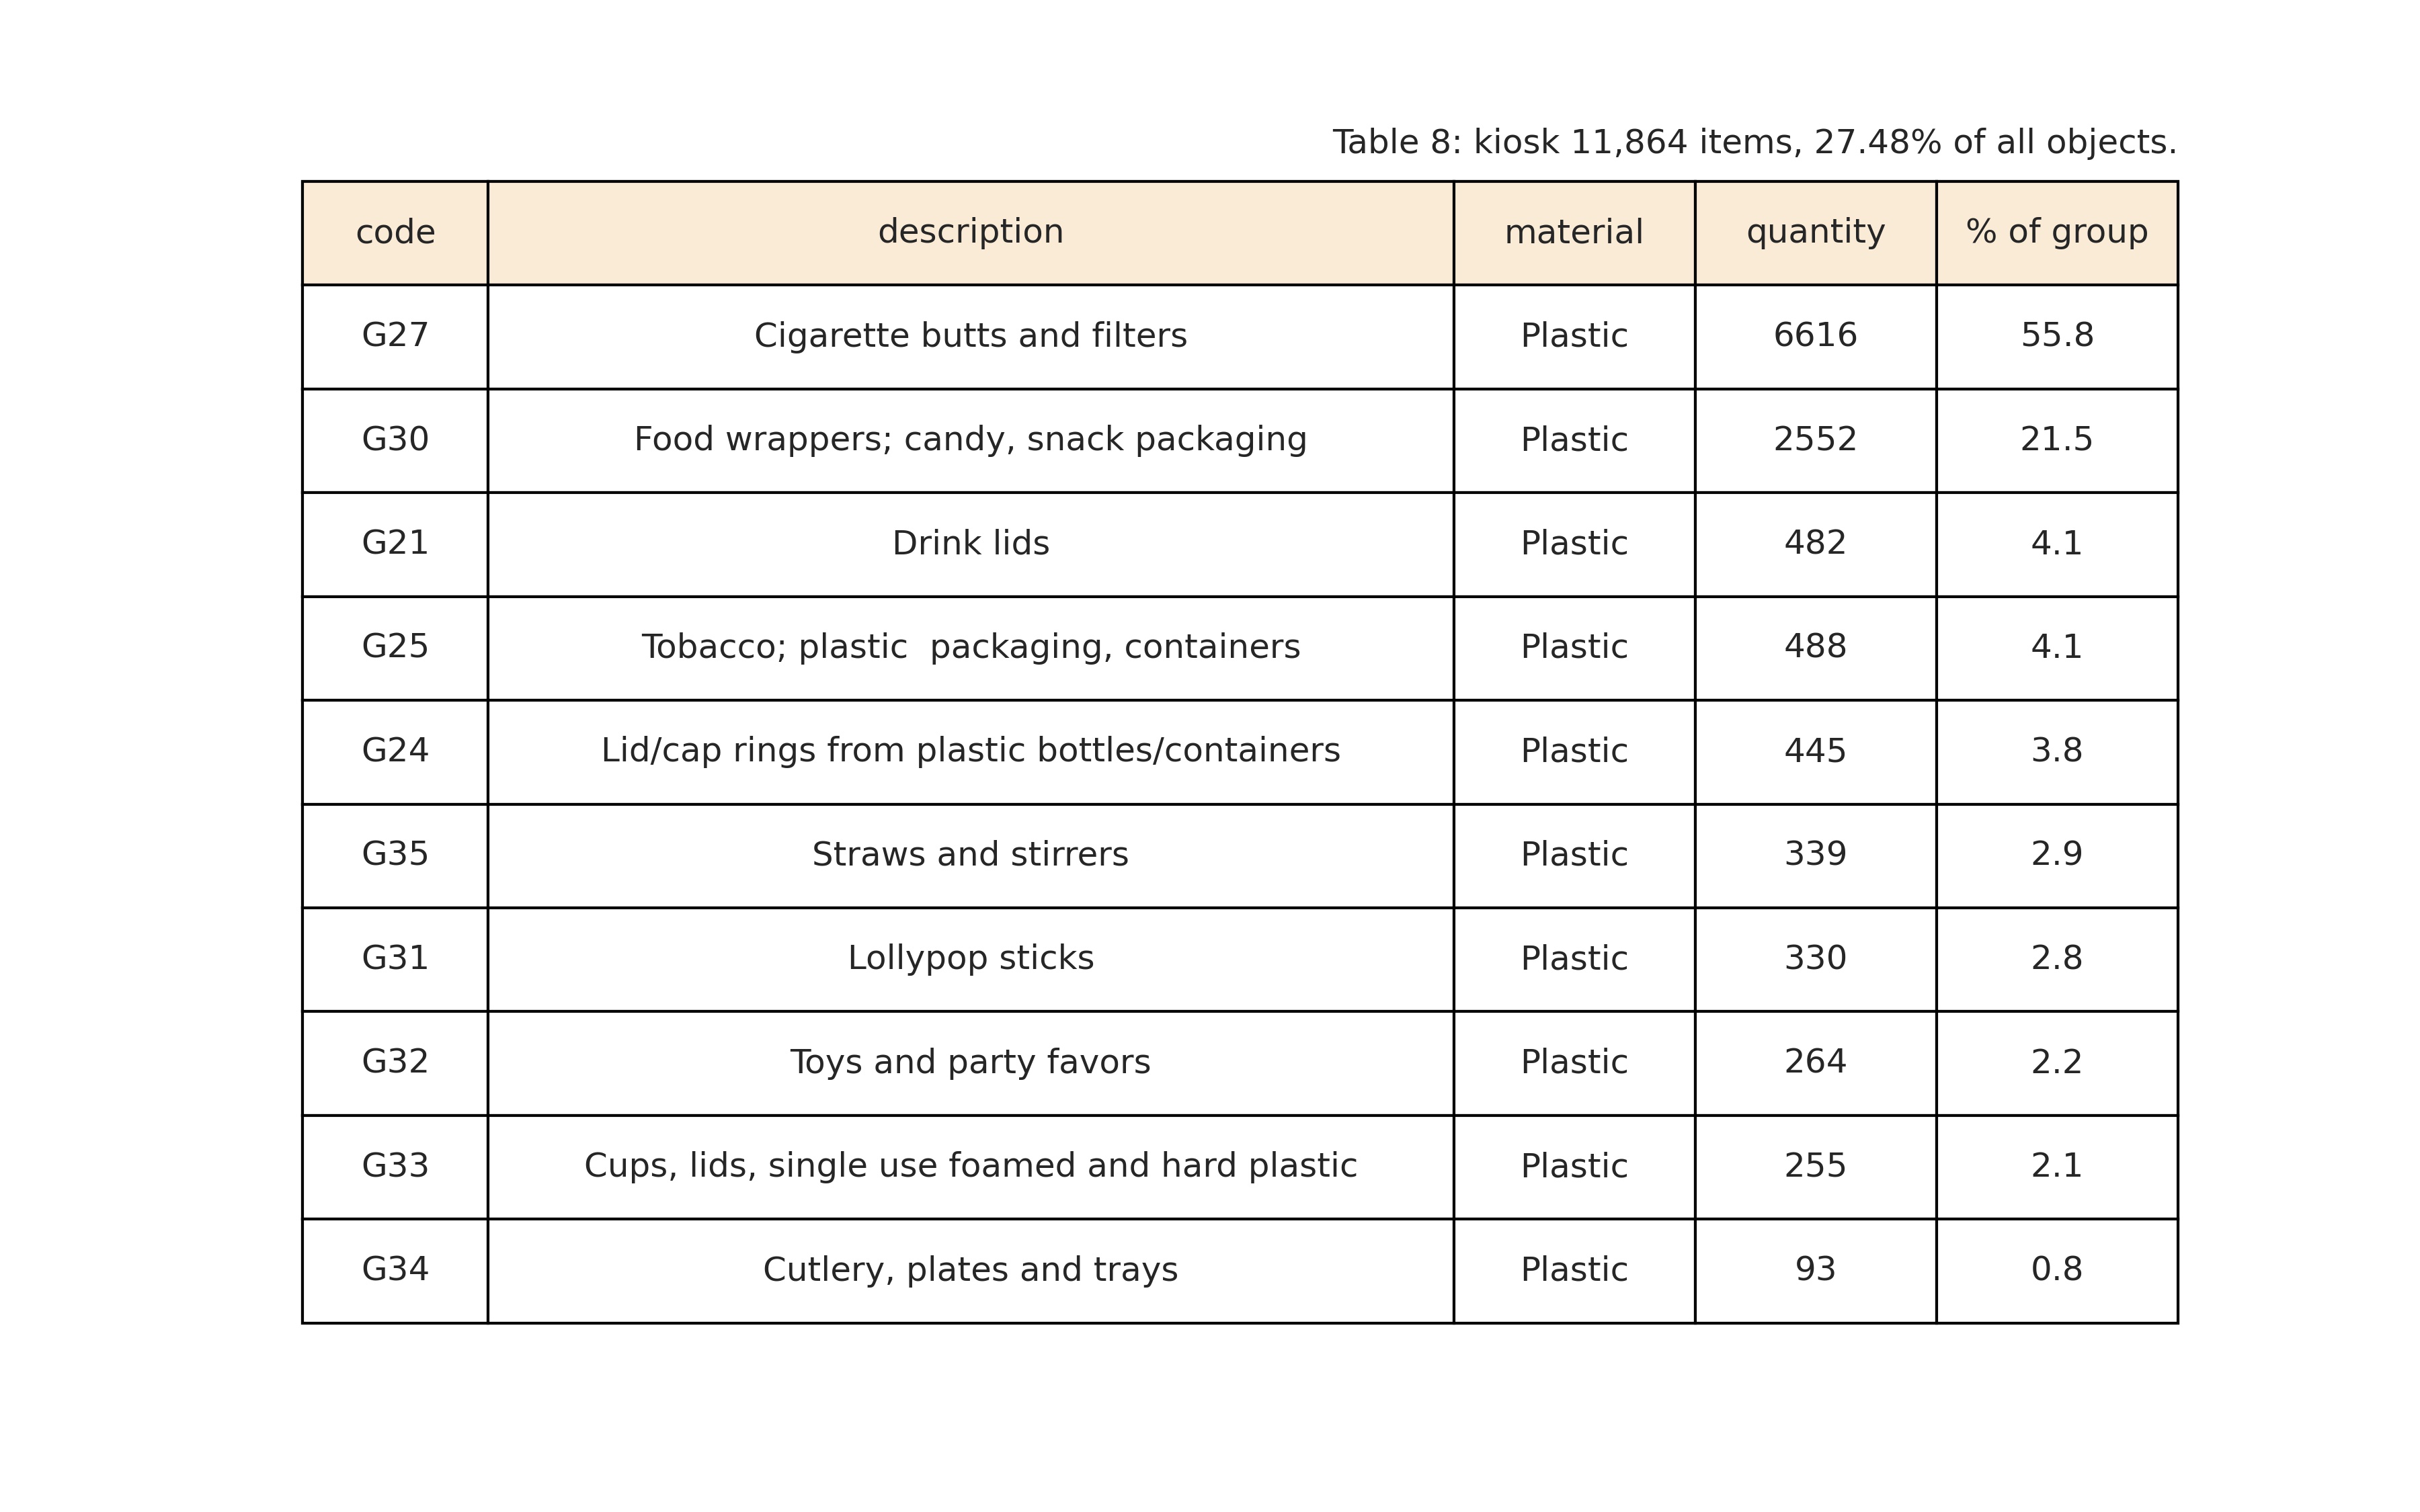 Table 8: kiosk 11,864 items, 27.48% of all objects.
code description material quantity % of group
G27 Cigarette butts and filters Plastic 6616 55.8
G30 Food wrappers; candy, snack packaging Plastic 2552 21.5
G21 Drink lids Plastic 482 4.1
G25 Tobacco; plastic  packaging, containers Plastic 488 4.1
G24 Lid/cap rings from plastic bottles/containers Plastic 445 3.8
G35 Straws and stirrers Plastic 339 2.9
G31 Lollypop sticks Plastic 330 2.8
G32 Toys and party favors Plastic 264 2.2
G33 Cups, lids, single use foamed and hard plastic Plastic 255 2.1
G34 Cutlery, plates and trays Plastic 93 0.8